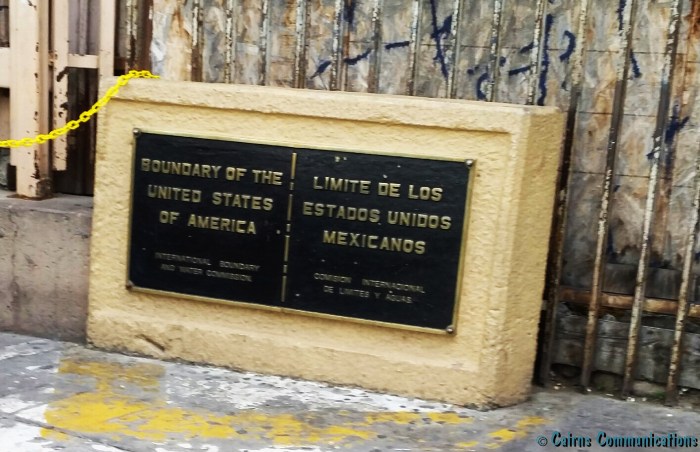 BOUNDARY OF THE
UNITED STATES
OF AMERICA
INTERNATIONAL BOUNDARY
AND WATER COMMISSION.
LIMITE DE LOS
ESTADOS UNIDOS
MEXICANOS
COMISION INTERNACIONAL
DE LIMITES Y AGUAS
© Cairns Communications